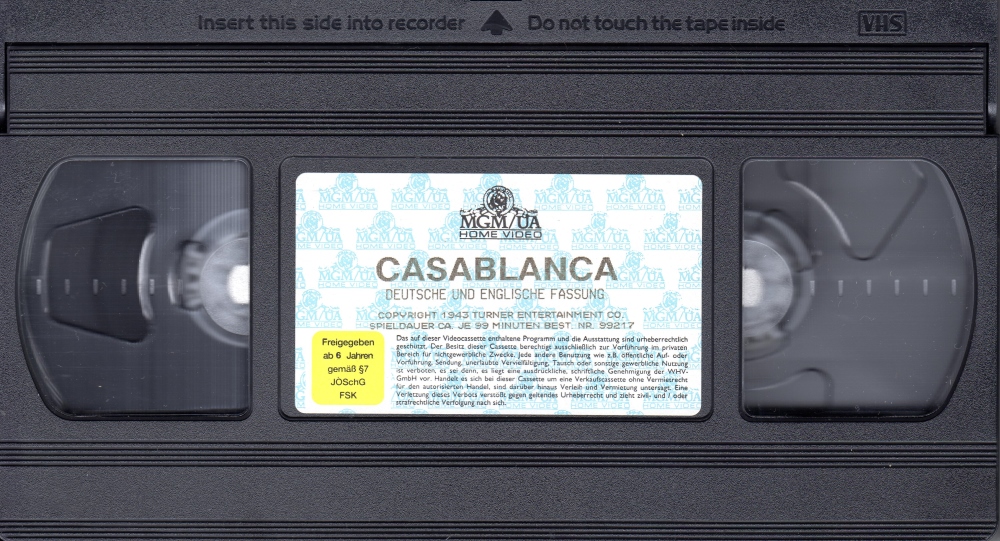 Insert this side into recorder Do not touch the tape inside VHS
MGM/UA
HOME VIDEO
CASABLANCA
DEUTSCHE UND ENGLISCHE FASSUNG
COPYRIGHT 1943 TURNER ENTERTAINMENT CO.
SPIELDAUER CA. JE 99 MINUTEN BEST. NR. 99217
Freigegeben
ab 6 Jahren
gemäß §7
JÖSchG
FSK
Das auf dieser Videocassette enthaltene Programm und die Ausstattung sind urheberrechtlich
geschützt. Der Besitz dieser Cassette berechtigt ausschließlich zur Vorführung im privaten
Bereich für nichtgewerbliche Zwecke. Jede andere Benutzung wie z.B. öffentliche Auf- oder
Vorführung, Sendung, unerlaubte Vervielfältigung, Tausch oder sonstige gewerbliche Nutzung
ist verboten, es sei denn, es liegt eine ausdrückliche, schriftliche Genehmigung der WHV-
GmbH vor. Handelt es sich bei dieser Cassette um eine Verkaufscassette ohne Vermietrecht
für den autorisierten Handel, sind darüber hinaus Verleih und Vermietung untersagt. Eine
Verletzung dieses Verbots verstoßt gegen geltendes Urheberrecht und zieht zivil- und / oder
strafrechtliche Verfolgung nach sich.